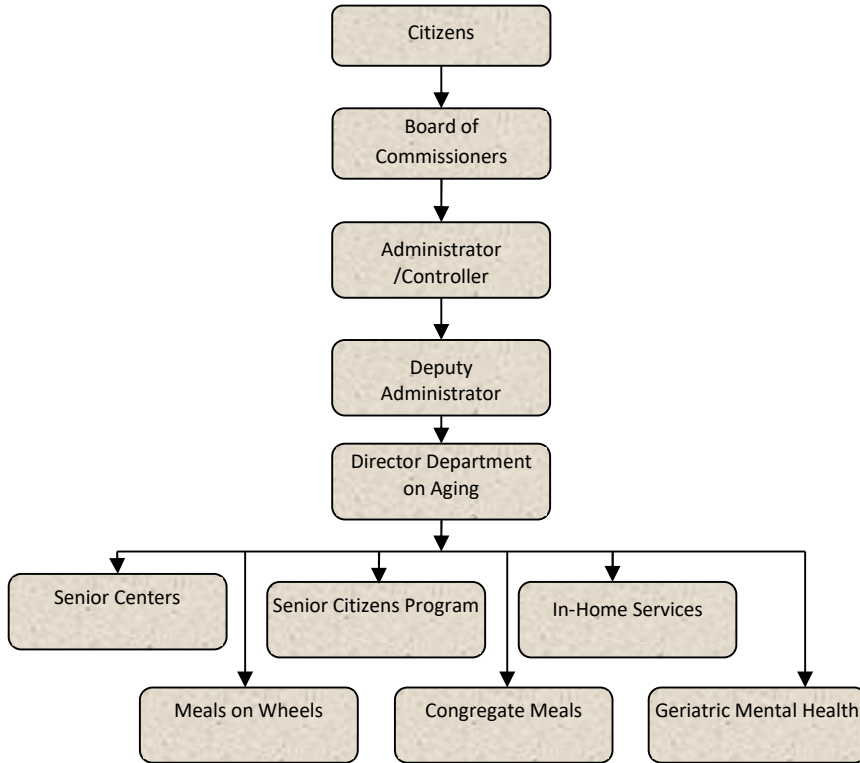 Citizens
Board of
Commissioners
Administrator
/Controller
Deputy
Administrator
Director Department
on Aging
Senior Centers
Senior Citizens Program
In-Home Services
Meals on Wheels
Congregate Meals
Geriatric Mental Health